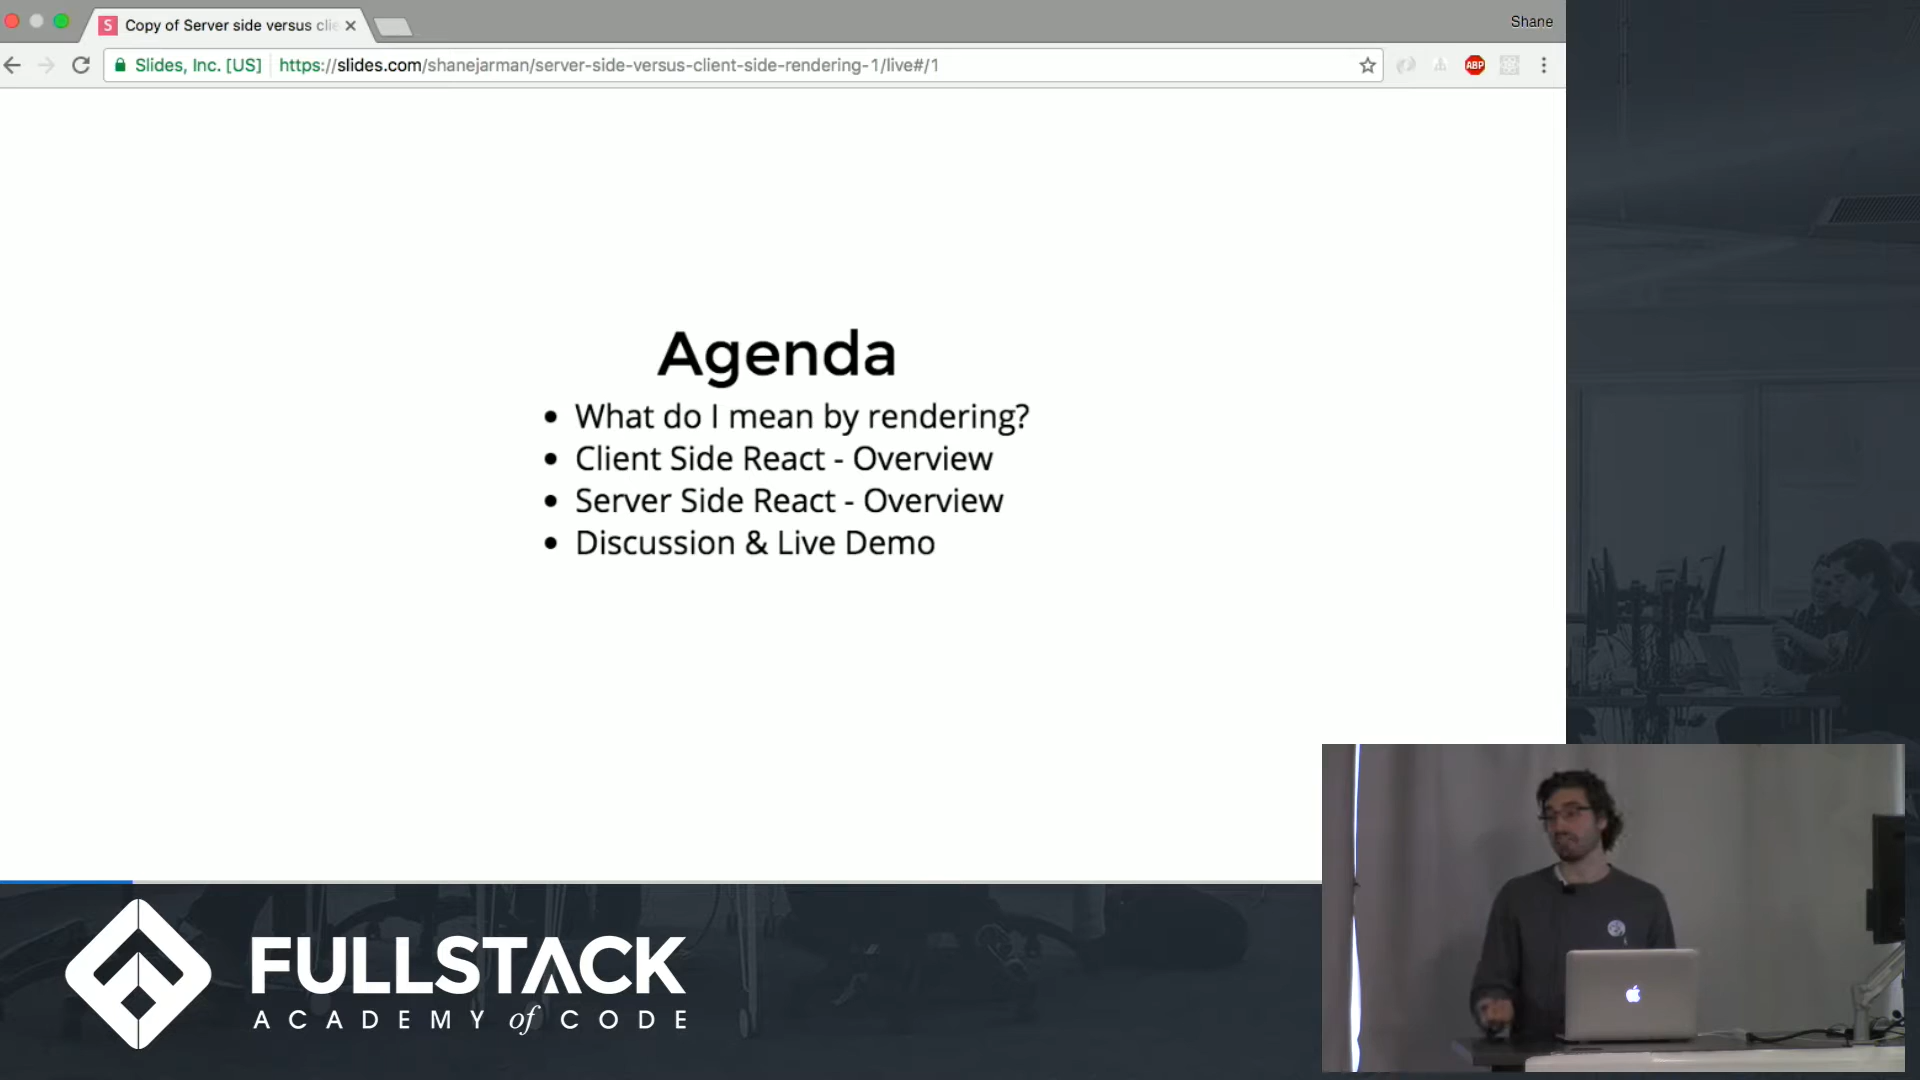 S Copy of Server side versus clie
Shane
Slides, Inc. [US] https://slides.com/shanejarman/server-side-versus-client-side-rendering-1/live#/1
ABP
Agenda
• What do I mean by rendering?
• Client Side React - Overview
• Server Side React - Overview
• Discussion & Live Demo
FULLSTACK
ACADEMY of CODE